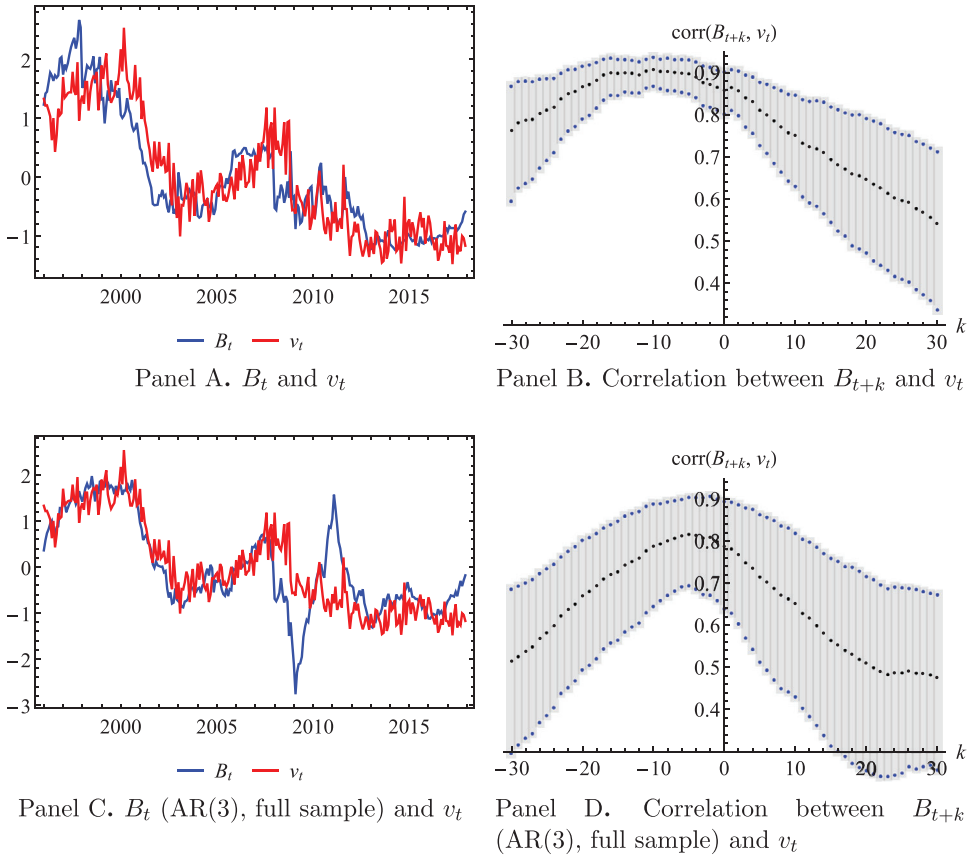 2
1
0
−1
2000 2005 2010 2015
B_t v_t
Panel A. B_t and v_t
corr(B_{t+k}, v_t)
0.9
0.8
0.7
0.6
0.5
0.4
k
−30 −20 −10 0 10 20 30
Panel B. Correlation between B_{t+k} and v_t
2
1
0
−1
−2
−3
2000 2005 2010 2015
B_t v_t
Panel C. B_t (AR(3), full sample) and v_t
corr(B_{t+k}, v_t)
0.9
0.8
0.7
0.6
0.5
0.4
k
−30 −20 −10 0 10 20 30
Panel D. Correlation between B_{t+k}
(AR(3), full sample) and v_t